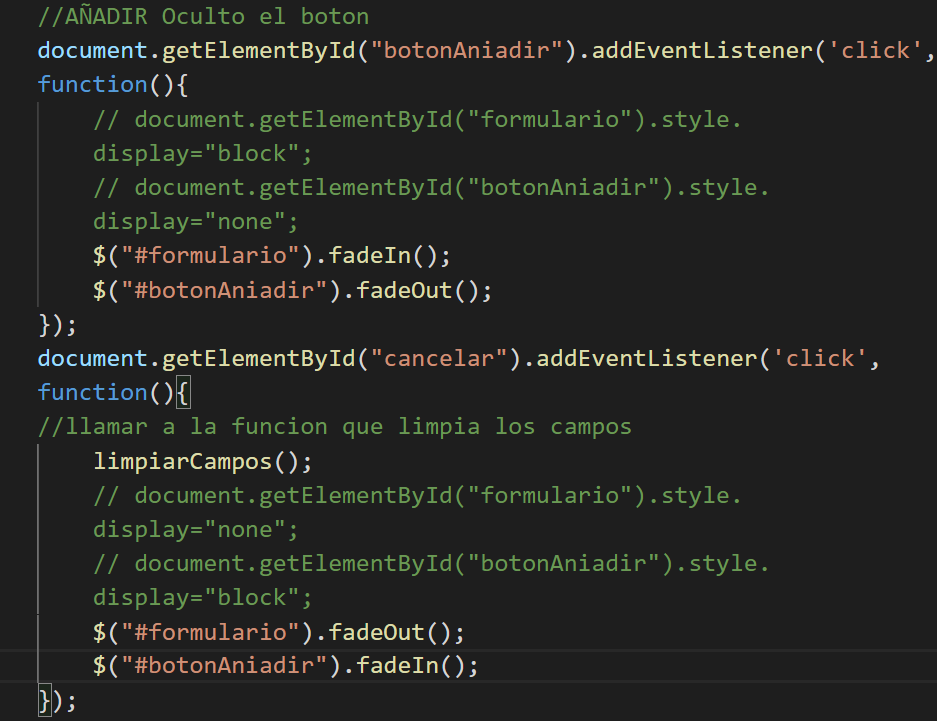 //AÑADIR Oculto el boton
document.getElementById("botonAniadir").addEventListener('click',
function(){
// document.getElementById("formulario").style.
display="block";
// document.getElementById("botonAniadir").style.
display="none";
$("#formulario").fadeIn();
$("#botonAniadir").fadeOut();
});
document.getElementById("cancelar").addEventListener('click',
function(){
//llamar a la funcion que limpia los campos
limpiarCampos();
// document.getElementById("formulario").style.
display="none";
// document.getElementById("botonAniadir").style.
display="block";
$("#formulario").fadeOut();
$("#botonAniadir").fadeIn();
});